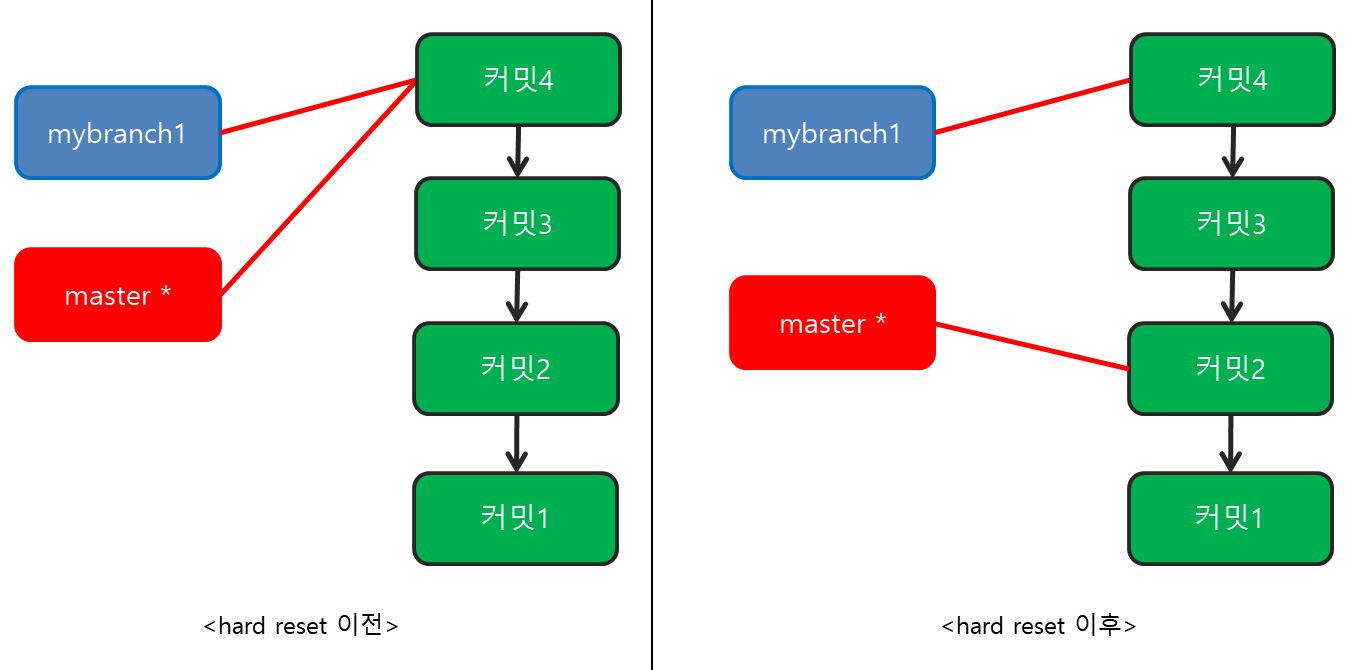 커밋4
mybranch1
커밋3
master *
커밋2
커밋1
<hard reset 이전>
커밋4
mybranch1
커밋3
master *
커밋2
커밋1
<hard reset 이후>